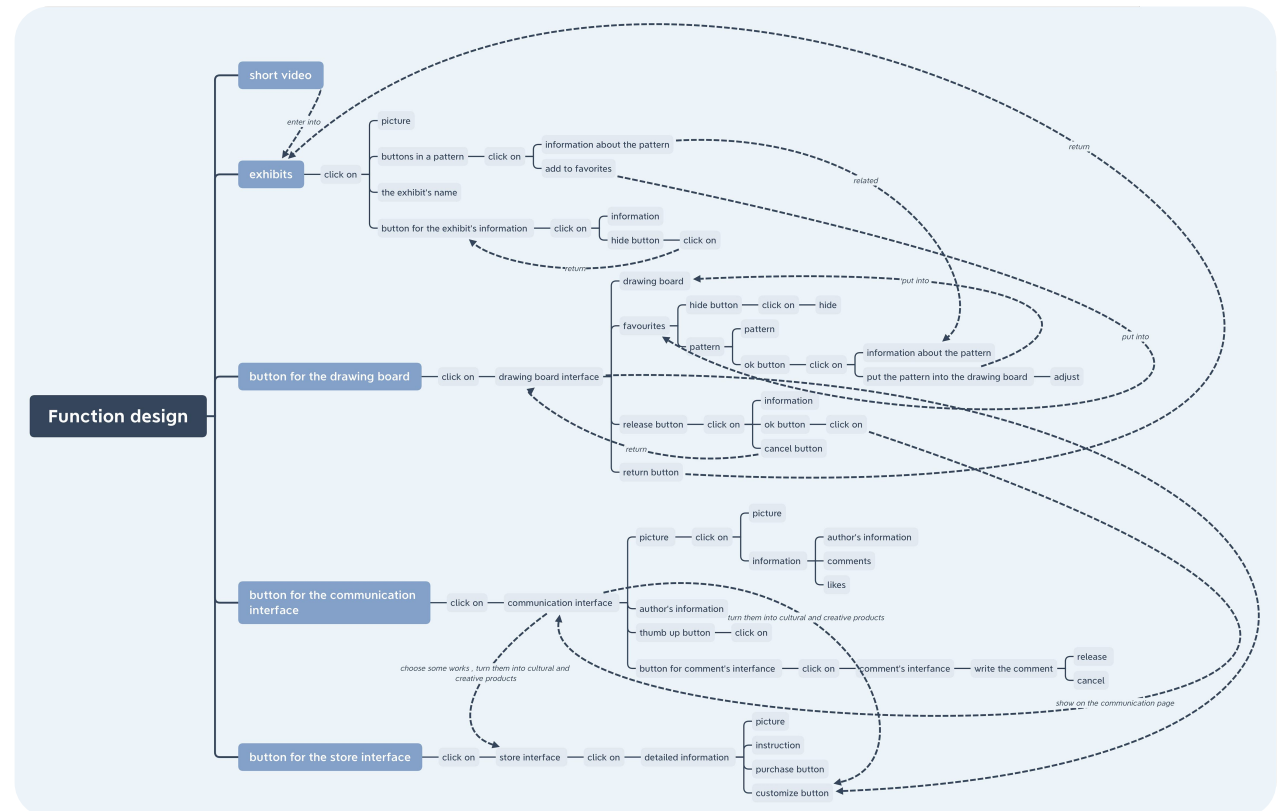 short video
enter into
return
picture
information about the pattern
buttons in a pattern
click on
add to favorites
exhibits
click on
related
the exhibit's name
information
button for the exhibit's information
click on
hide button
click on
return
drawing board
put into
hide button
click on
hide
favourites
pattern
pattern
put into
information about the pattern
ok button
click on
button for the drawing board
click on
drawing board interface
put the pattern into the drawing board
adjust
information
Function design
release button
click on
ok button
click on
return
cancel button
return button
picture
picture
click on
author's information
information
comments
likes
button for the communication
interface
click on
communication interface
author's information
turn them into cultural and creative products
thumb up button
click on
release
choose some works , turn them into cultural and
creative products
button for comment's interfance
click on
comment's interfance
write the comment
cancel
show on the communication page
picture
instruction
button for the store interface
click on
store interface
click on
detailed information
purchase button
customize button